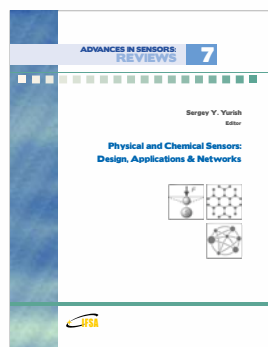 ADVANCES IN SENSORS:
REVIEWS
7
Sergey Y. Yurish
Editor
Physical and Chemical Sensors:
Design, Applications & Networks
IFSA